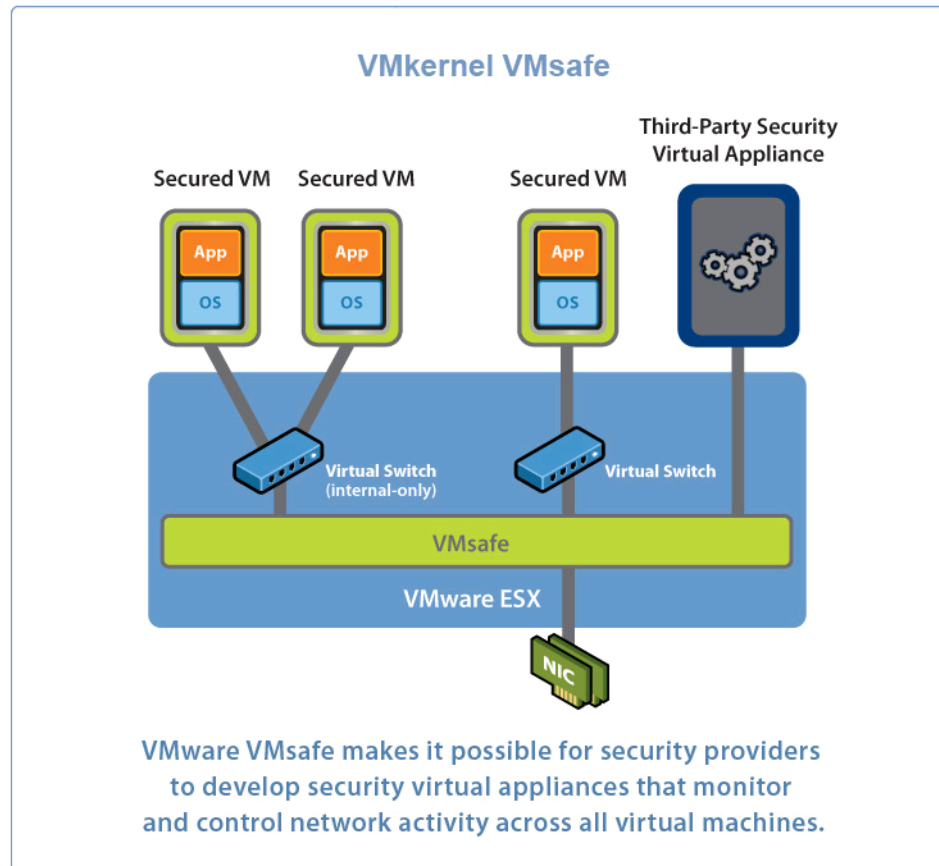 VMkernel VMsafe
Third-Party Security
Virtual Appliance
Secured VM
Secured VM
Secured VM
App
OS
App
OS
App
OS
Virtual Switch
(internal-only)
Virtual Switch
VMsafe
VMware ESX
NIC
VMware VMsafe makes it possible for security providers
to develop security virtual appliances that monitor
and control network activity across all virtual machines.